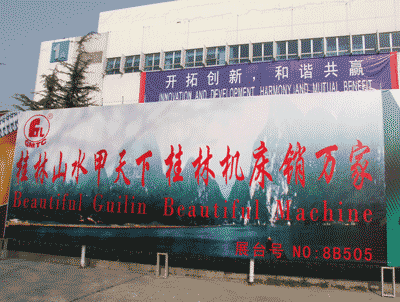 开拓创新,和谐共赢
INNOVATION AND DEVELOPMENT, HARMONY AND MUTUAL BENEFIT
GMTC
桂林山水甲天下 桂林机床销万家
Beautiful Guilin Beautiful Machine
展台号 NO:8B505